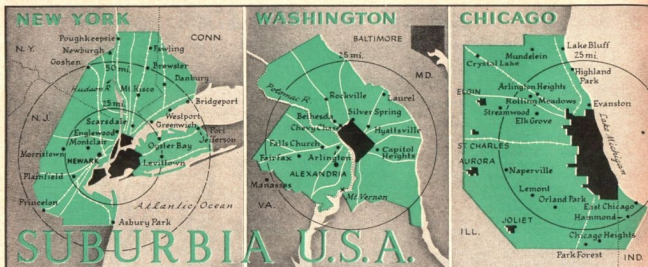 NEW YORK
Poughkeepsie
CONN.
N.Y.
Newburgh
Pawling
Goshen
50 mi.
Brewster
Danbury
Hudson R.
Mt Kisco
Bridgeport
25 mi.
Westport
N.J.
Scarsdale
Greenwich
Englewood
Port Jefferson
Montclair
Oyster Bay
Morristown
NEWARK
Levittown
Plainfield
Princeton
Atlantic Ocean
Asbury Park
WASHINGTON
BALTIMORE
25 mi.
MD.
Potomac R.
Rockville
Laurel
Bethesda
Silver Spring
Chevy Chase
Hyattsville
Falls Church
Capitol Heights
Fairfax
Arlington
ALEXANDRIA
Manassas
Mt Vernon
VA.
CHICAGO
Lake Bluff
Mundelein
25 mi.
Crystal Lake
Highland Park
Arlington Heights
ELGIN
Rolling Meadows
Evanston
Streamwood
Elk Grove
Lake Michigan
ST CHARLES
AURORA
Naperville
Lemont
Orland Park
East Chicago
JOLIET
Hammond
ILL.
Chicago Heights
Park Forest
IND.
SUBURBIA U.S.A.